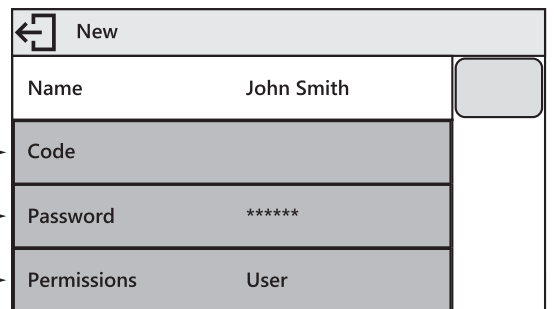 New
Name John Smith
Code
Password ******
Permissions User